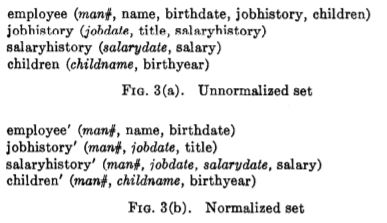 employee (man#, name, birthdate, jobhistory, children)
jobhistory (jobdate, title, salaryhistory)
salaryhistory (salarydate, salary)
children (childname, birthyear)
Fig. 3(a). Unnormalized set
employee' (man#, name, birthdate)
jobhistory' (man#, jobdate, title)
salaryhistory' (man#, jobdate, salarydate, salary)
children' (man#, childname, birthyear)
Fig. 3(b). Normalized set